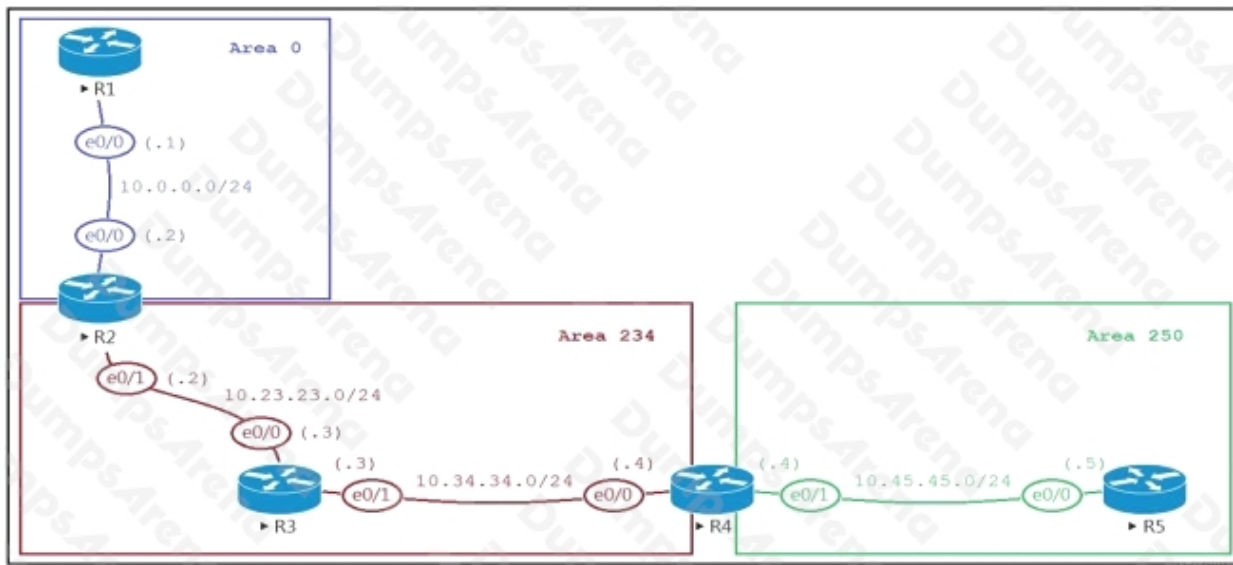 Area 0
R1
e0/0 (.1)
10.0.0.0/24
e0/0 (.2)
R2
Area 234
Area 250
e0/1 (.2)
10.23.23.0/24
e0/0 (.3)
(.3) 10.34.34.0/24 (.4)
(.4) 10.45.45.0/24 (.5)
e0/1 e0/0 e0/1 e0/0
R3 R4 R5
DumpsArena